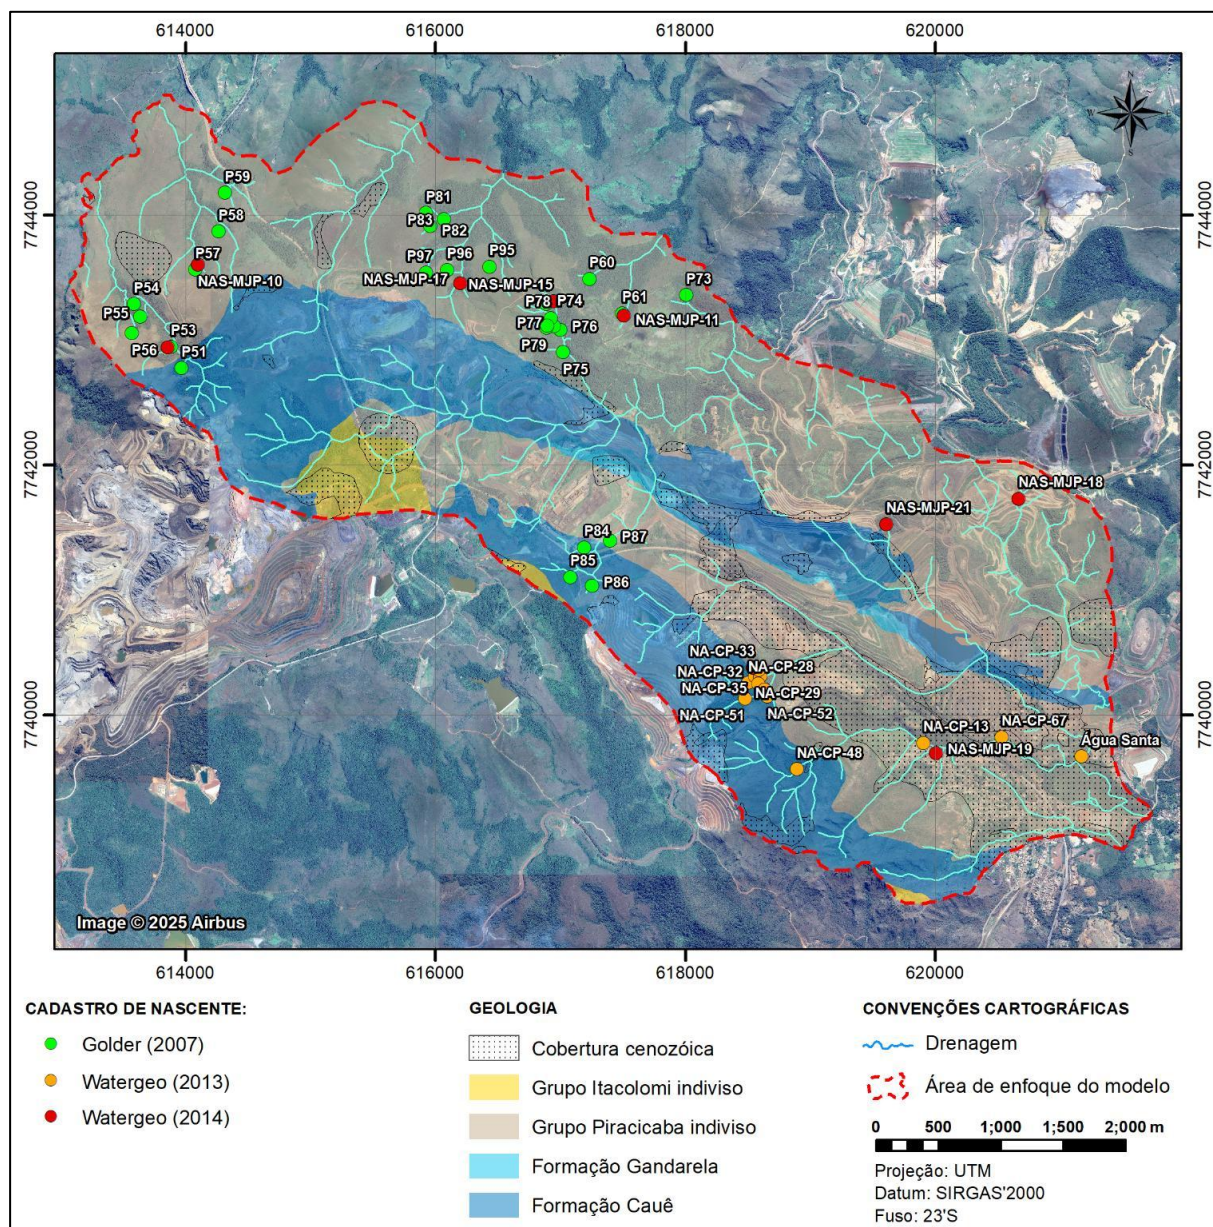 614000 616000 618000 620000
7744000 7744000
7742000 7742000
7740000 7740000
N
W E
S
P59
P58
P57
NAS-MJP-10
P54
P55
P56
P53
P51
P81
P83
P82
P97
P96
P95
NAS-MJP-17
NAS-MJP-15
P60
P73
P61
NAS-MJP-11
P78
P74
P77
P76
P79
P75
NAS-MJP-18
NAS-MJP-21
P84
P87
P85
P86
NA-CP-33
NA-CP-32
NA-CP-28
NA-CP-35
NA-CP-29
NA-CP-51
NA-CP-52
NA-CP-13
NA-CP-67
NA-CP-48
NAS-MJP-19
Água Santa
Image © 2025 Airbus
614000 616000 618000 620000
CADASTRO DE NASCENTE:
Golder (2007)
Watergeo (2013)
Watergeo (2014)
GEOLOGIA
Cobertura cenozóica
Grupo Itacolomi indiviso
Grupo Piracicaba indiviso
Formação Gandarela
Formação Cauê
CONVENÇÕES CARTOGRÁFICAS
Drenagem
Área de enfoque do modelo
0 500 1;000 1;500 2;000 m
Projeção: UTM
Datum: SIRGAS'2000
Fuso: 23'S